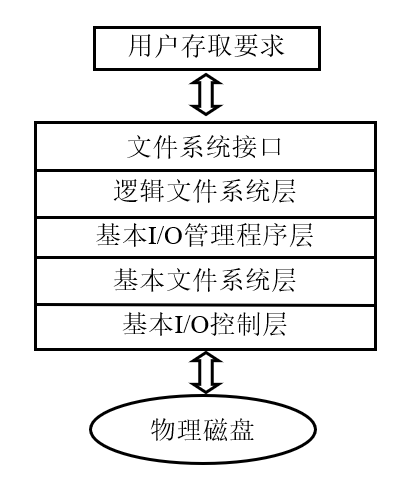 用户存取要求
文件系统接口
逻辑文件系统层
基本I/O管理程序层
基本文件系统层
基本I/O控制层
物理磁盘